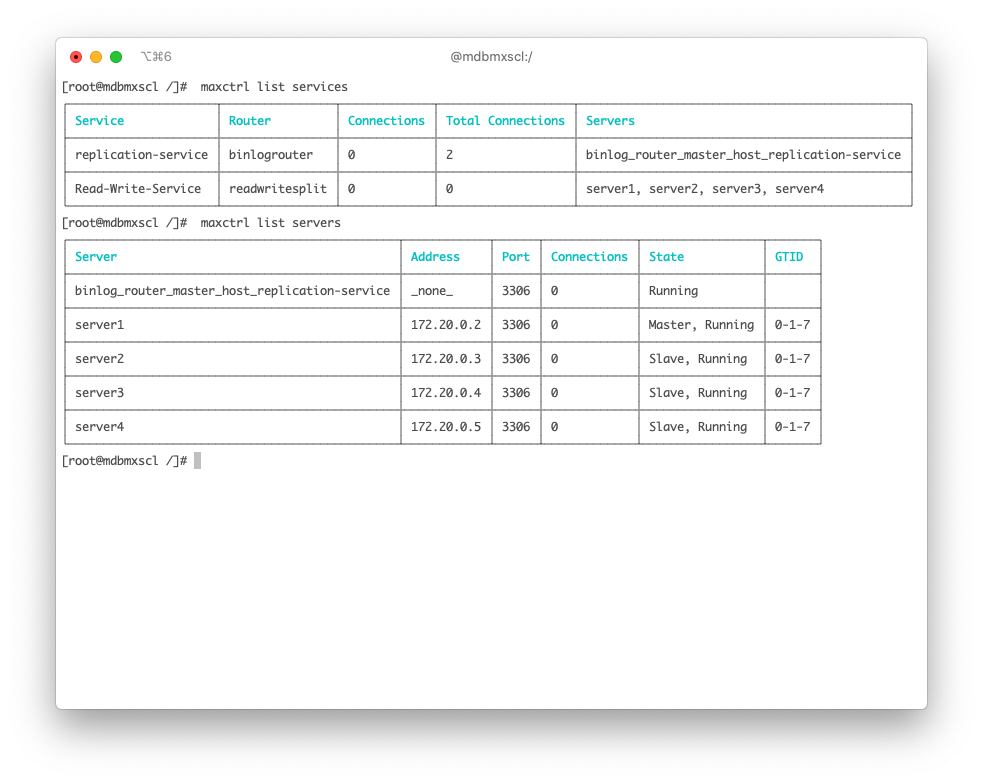 ⌥⌘6 @mdbmxscl:/
[root@mdbmxscl /]# maxctrl list services
Service Router Connections Total Connections Servers
replication-service binlogrouter 0 2 binlog_router_master_host_replication-service
Read-Write-Service readwritesplit 0 0 server1, server2, server3, server4
[root@mdbmxscl /]# maxctrl list servers
Server Address Port Connections State GTID
binlog_router_master_host_replication-service _none_ 3306 0 Running
server1 172.20.0.2 3306 0 Master, Running 0-1-7
server2 172.20.0.3 3306 0 Slave, Running 0-1-7
server3 172.20.0.4 3306 0 Slave, Running 0-1-7
server4 172.20.0.5 3306 0 Slave, Running 0-1-7
[root@mdbmxscl /]#